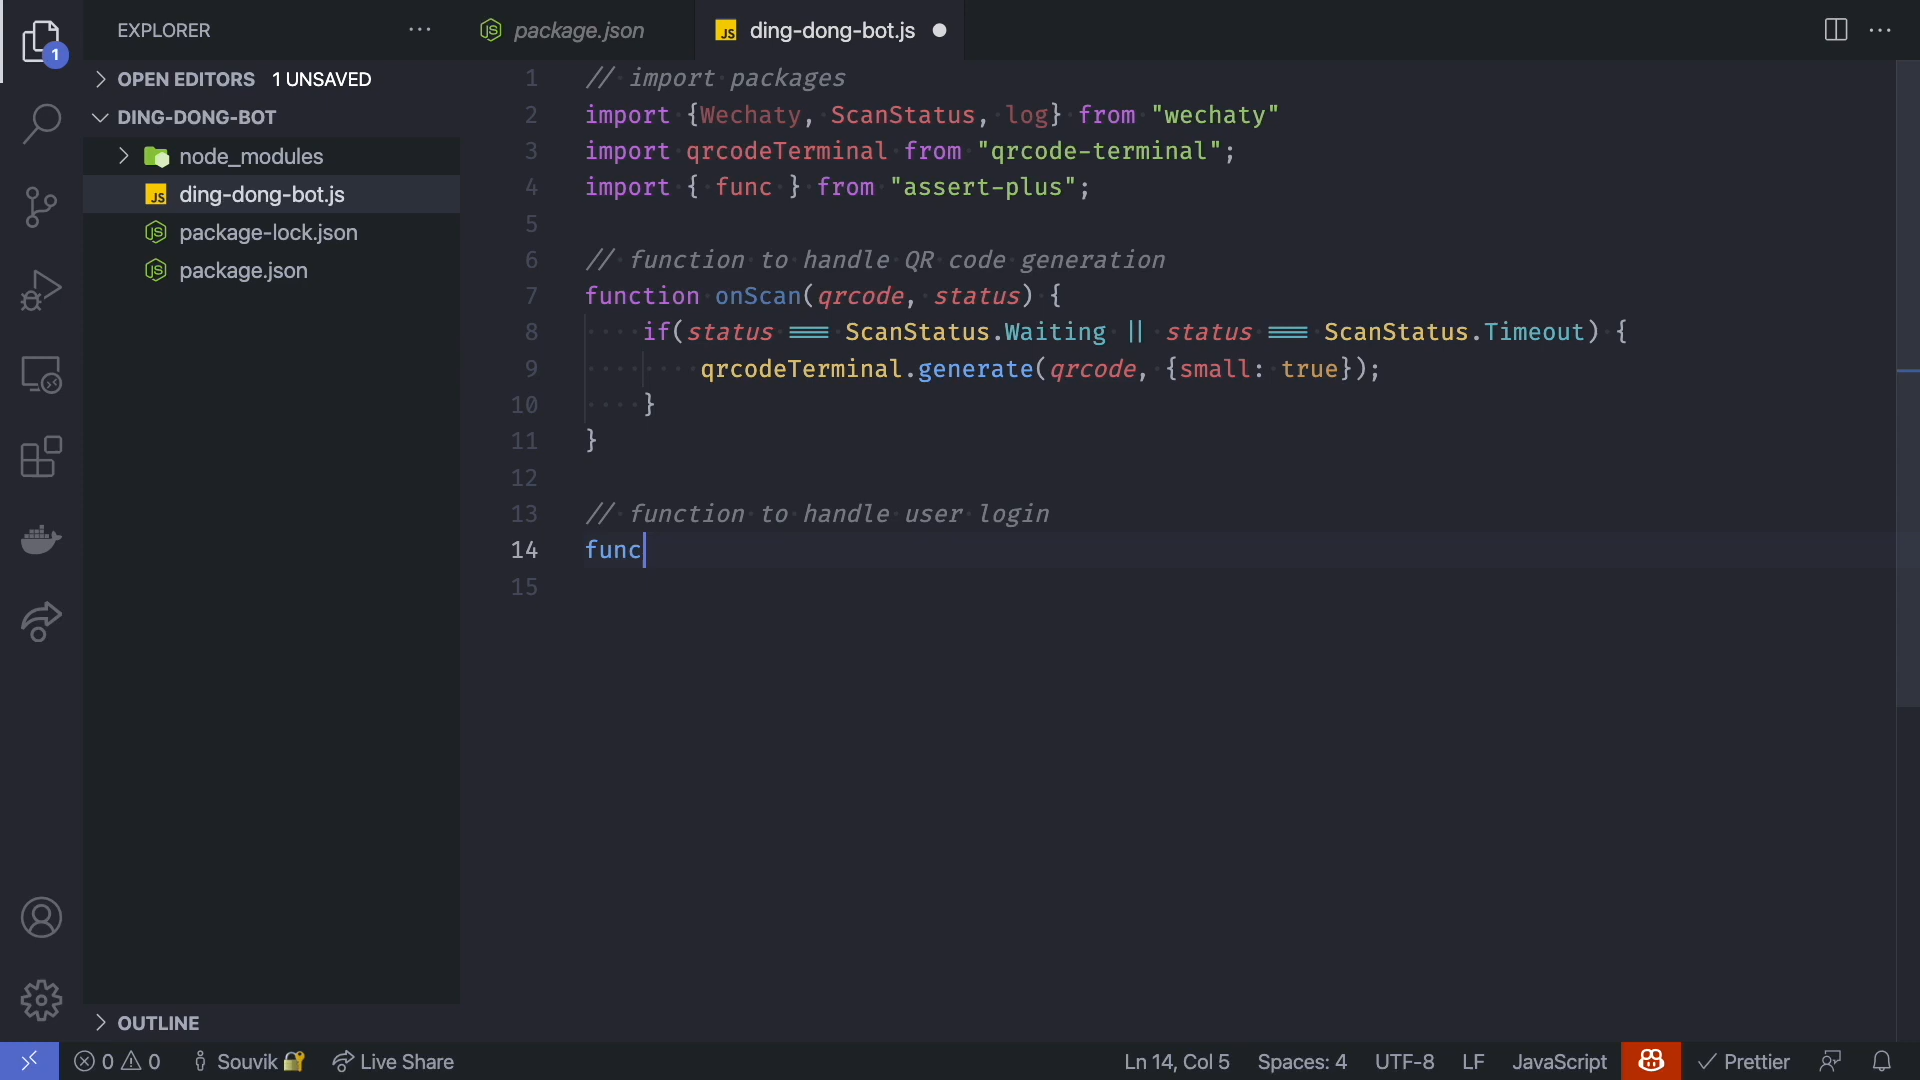 EXPLORER
package.json
ding-dong-bot.js
1
OPEN EDITORS 1 UNSAVED
DING-DONG-BOT
node_modules
ding-dong-bot.js
package-lock.json
package.json
OUTLINE
1 // import packages
2 import {Wechaty, ScanStatus, log} from "wechaty"
3 import qrcodeTerminal from "qrcode-terminal";
4 import { func } from "assert-plus";
5
6 // function to handle QR code generation
7 function onScan(qrcode, status) {
8 if(status === ScanStatus.Waiting || status === ScanStatus.Timeout) {
9 qrcodeTerminal.generate(qrcode, {small: true});
10 }
11 }
12
13 // function to handle user login
14 func
15
0 0 Souvik Live Share Ln 14, Col 5 Spaces: 4 UTF-8 LF JavaScript Prettier